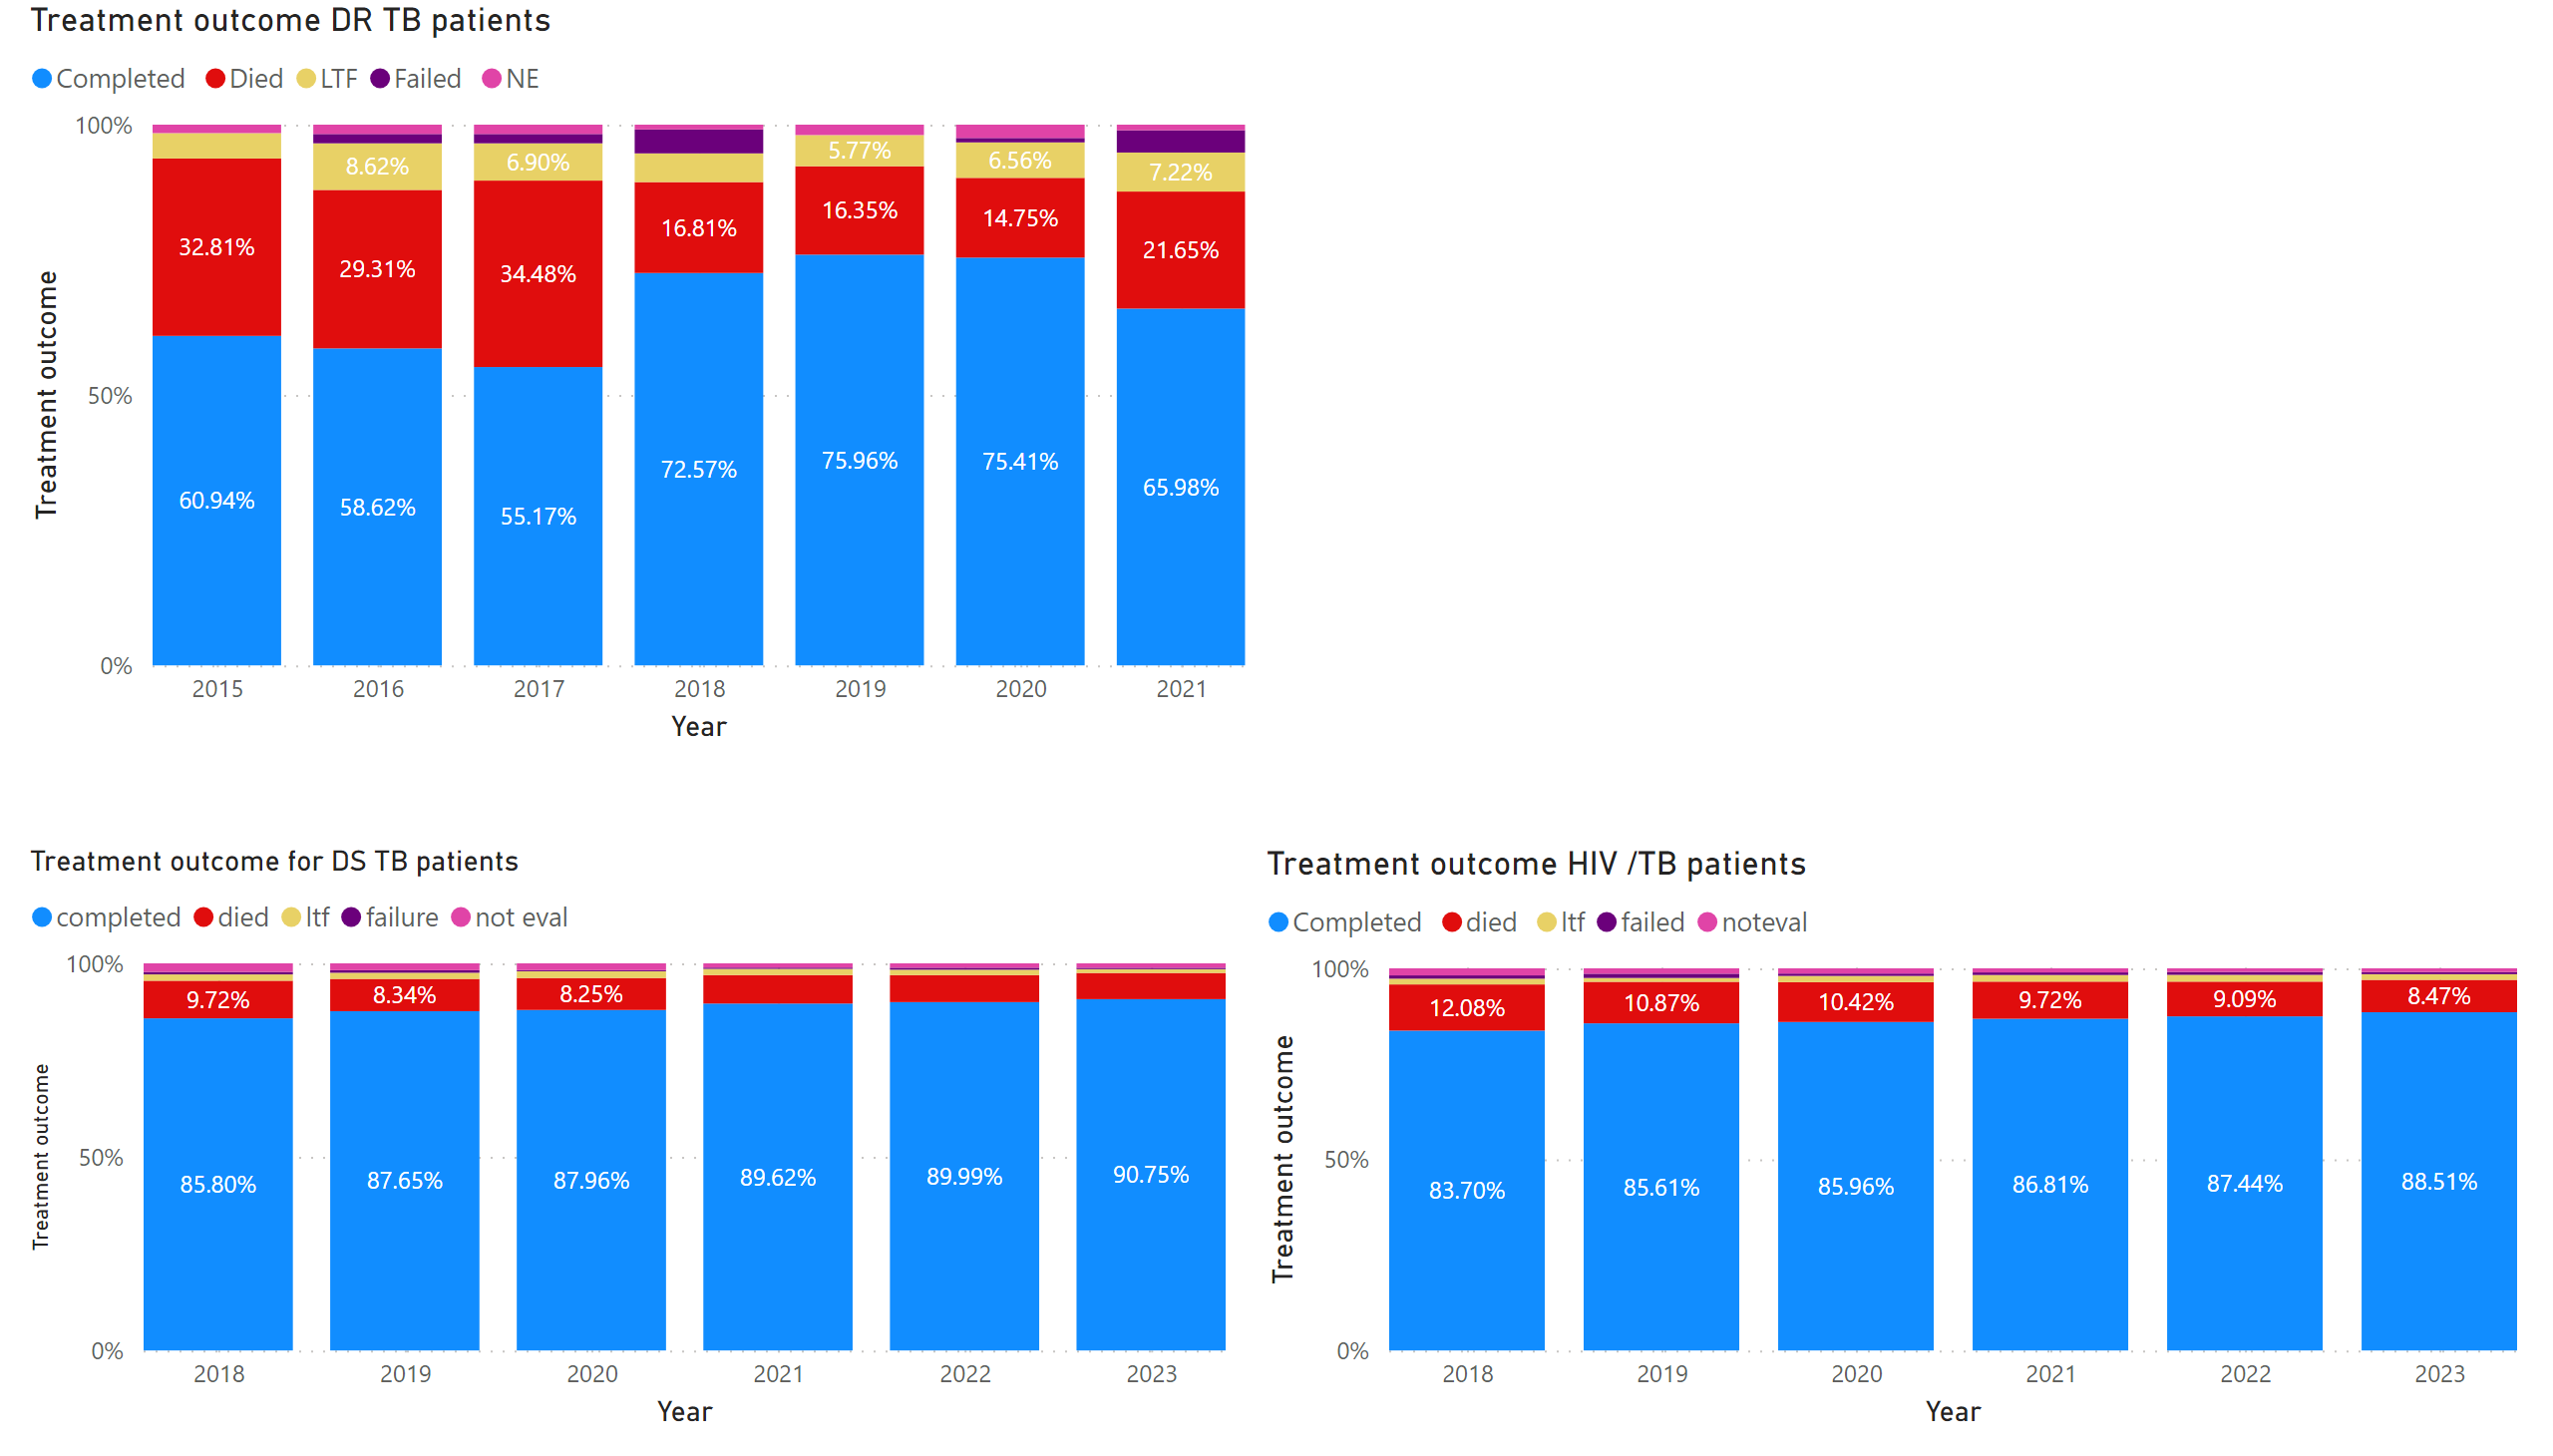 Treatment outcome DR TB patients
Completed Died LTF Failed NE
100%
8.62% 6.90% 5.77% 6.56% 7.22%
32.81% 29.31% 34.48% 16.81% 16.35% 14.75% 21.65%
50%
60.94% 58.62% 55.17% 72.57% 75.96% 75.41% 65.98%
0%
Treatment outcome
2015 2016 2017 2018 2019 2020 2021
Year
Treatment outcome for DS TB patients
completed died ltf failure not eval
100%
9.72% 8.34% 8.25%
50%
85.80% 87.65% 87.96% 89.62% 89.99% 90.75%
0%
Treatment outcome
2018 2019 2020 2021 2022 2023
Year
Treatment outcome HIV /TB patients
Completed died ltf failed noteval
100%
12.08% 10.87% 10.42% 9.72% 9.09% 8.47%
50%
83.70% 85.61% 85.96% 86.81% 87.44% 88.51%
0%
Treatment outcome
2018 2019 2020 2021 2022 2023
Year